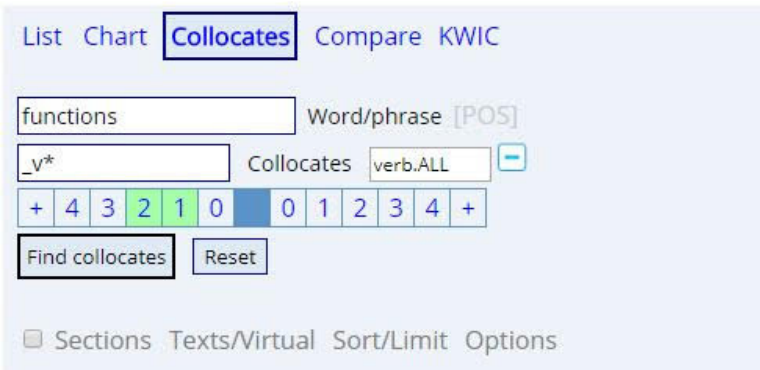 List Chart Collocates Compare KWIC
functions Word/phrase [POS]
_v* Collocates verb.ALL −
+ 4 3 2 1 0 0 1 2 3 4 +
Find collocates Reset
Sections Texts/Virtual Sort/Limit Options